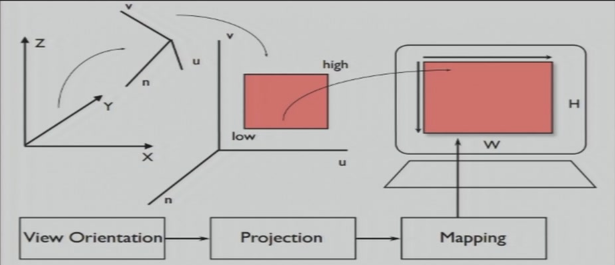 v
Z
v
u
high
n
Y
H
low
W
X
u
n
View Orientation
Projection
Mapping